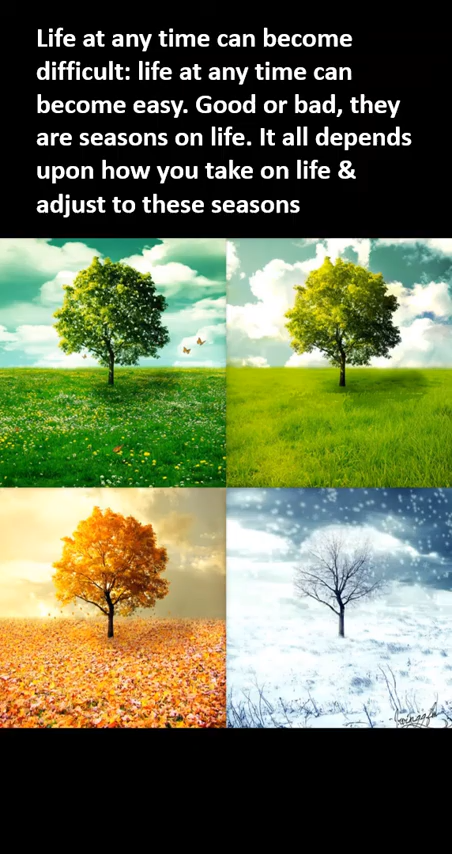 Life at any time can become
difficult: life at any time can
become easy. Good or bad, they
are seasons on life. It all depends
upon how you take on life &
adjust to these seasons